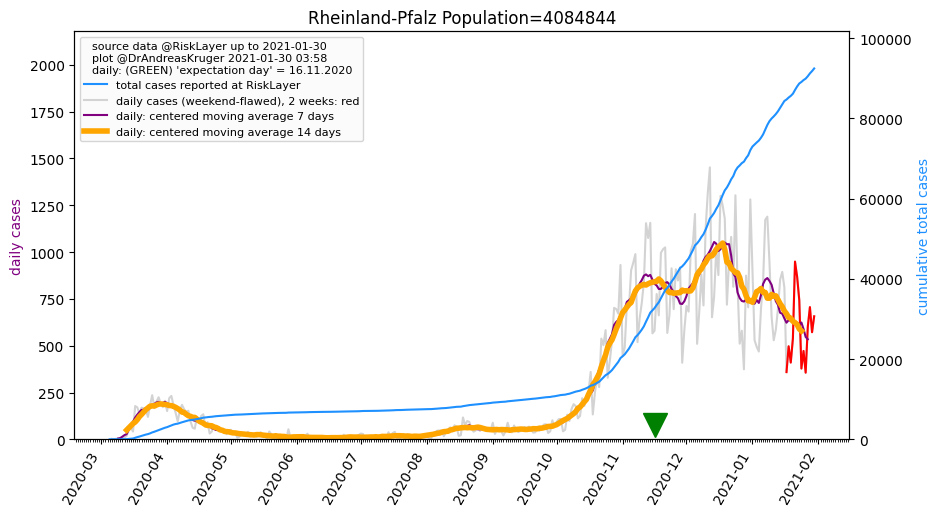 Rheinland-Pfalz Population=4084844
source data @RiskLayer up to 2021-01-30
plot @DrAndreasKruger 2021-01-30 03:58
daily: (GREEN) 'expectation day' = 16.11.2020
total cases reported at RiskLayer
daily cases (weekend-flawed), 2 weeks: red
daily: centered moving average 7 days
daily: centered moving average 14 days
daily cases
2000
1750
1500
1250
1000
750
500
250
0
100000
80000
60000
40000
20000
0
cumulative total cases
2020-03
2020-04
2020-05
2020-06
2020-07
2020-08
2020-09
2020-10
2020-11
2020-12
2021-01
2021-02